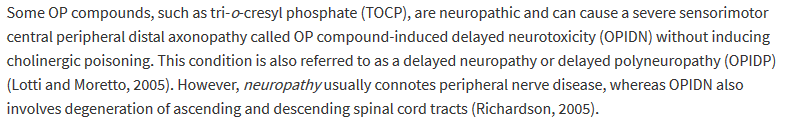 Some OP compounds, such as tri-o-cresyl phosphate (TOCP), are neuropathic and can cause a severe sensorimotor
central peripheral distal axonopathy called OP compound-induced delayed neurotoxicity (OPIDN) without inducing
cholinergic poisoning. This condition is also referred to as a delayed neuropathy or delayed polyneuropathy (OPIDP)
(Lotti and Moretto, 2005). However, neuropathy usually connotes peripheral nerve disease, whereas OPIDN also
involves degeneration of ascending and descending spinal cord tracts (Richardson, 2005).